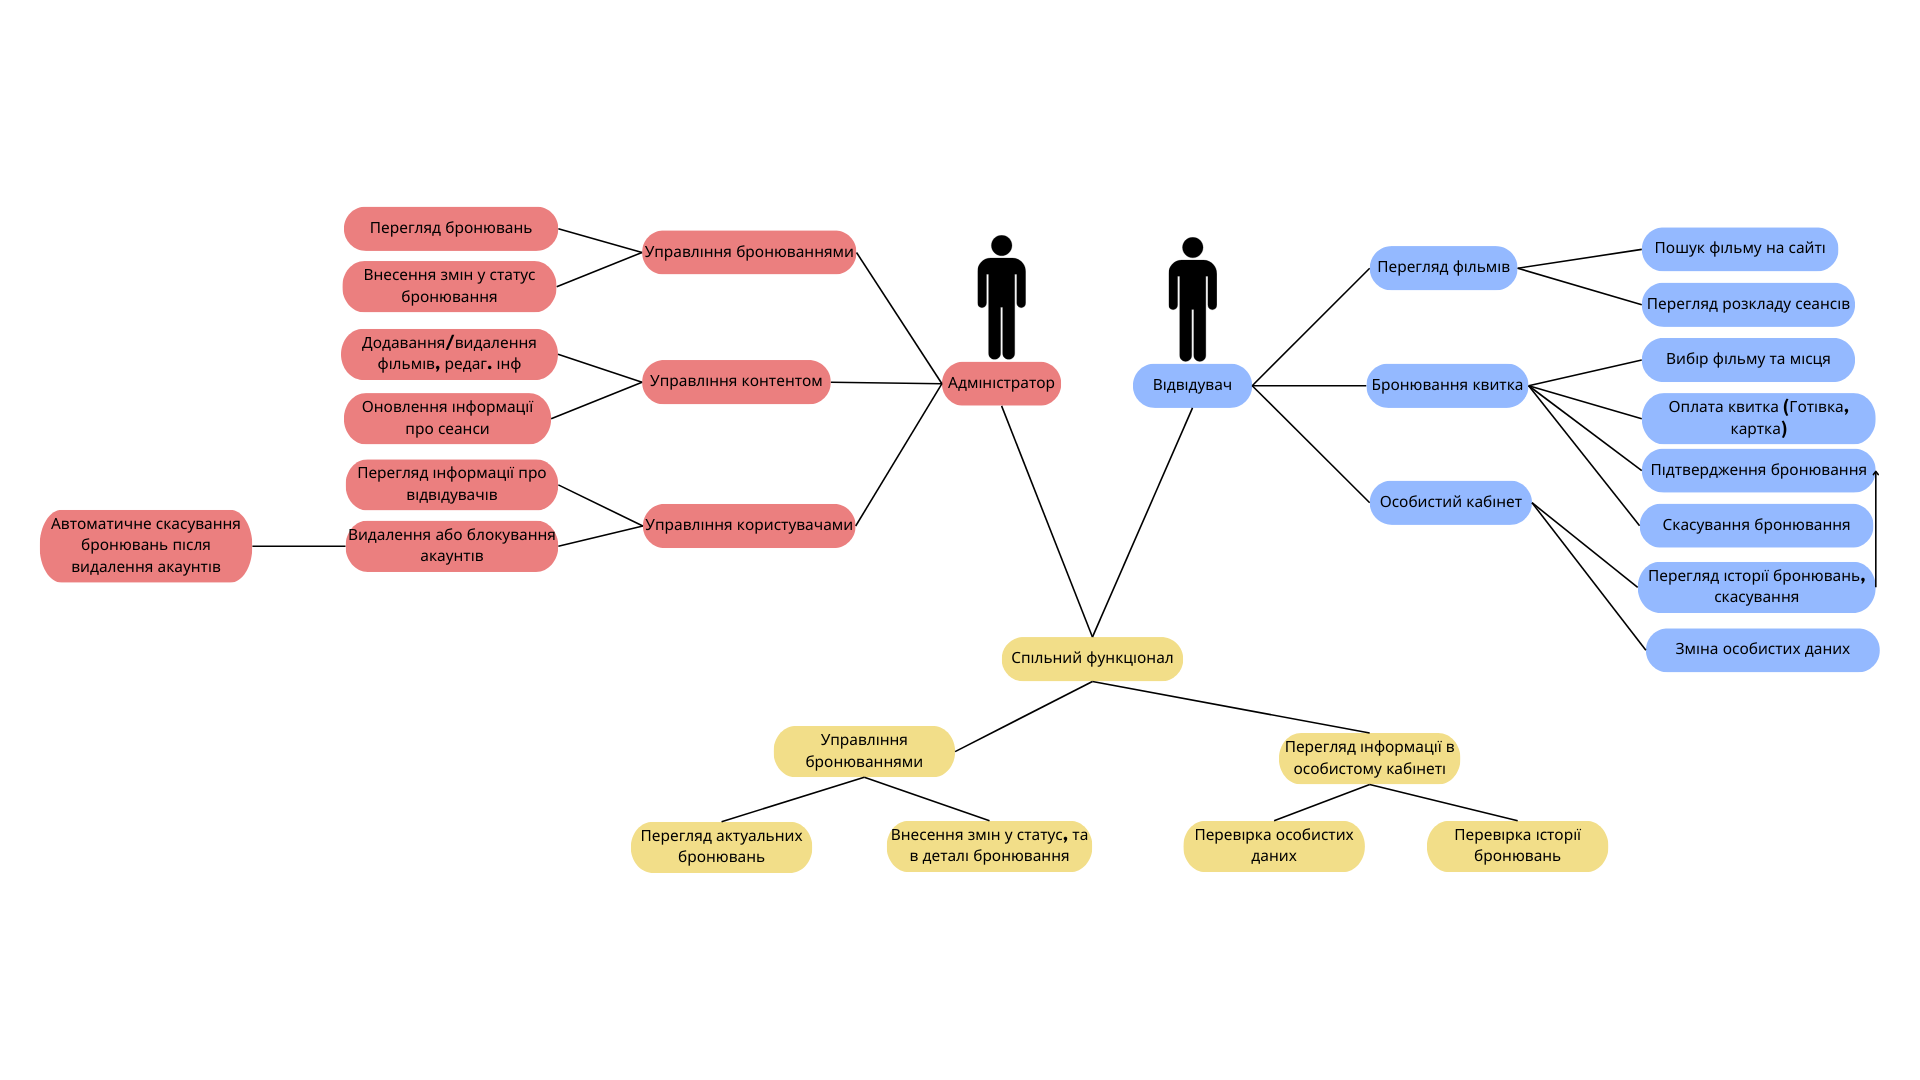 Перегляд бронювань
Внесення змін у статус
бронювання
Управління бронюваннями
Додавання/видалення
фільмів, редаг. інф
Оновлення інформації
про сеанси
Управління контентом
Перегляд інформації про
відвідувачів
Автоматичне скасування
бронювань після
видалення акаунтів
Видалення або блокування
акаунтів
Управління користувачами
Адміністратор
Відвідувач
Перегляд фільмів
Пошук фільму на сайті
Перегляд розкладу сеансів
Бронювання квитка
Вибір фільму та місця
Оплата квитка (Готівка,
картка)
Підтвердження бронювання
Скасування бронювання
Особистий кабінет
Перегляд історії бронювань,
скасування
Зміна особистих даних
Спільний функціонал
Управління
бронюваннями
Перегляд інформації в
особистому кабінеті
Перегляд актуальних
бронювань
Внесення змін у статус, та
в деталі бронювання
Перевірка особистих
даних
Перевірка історії
бронювань